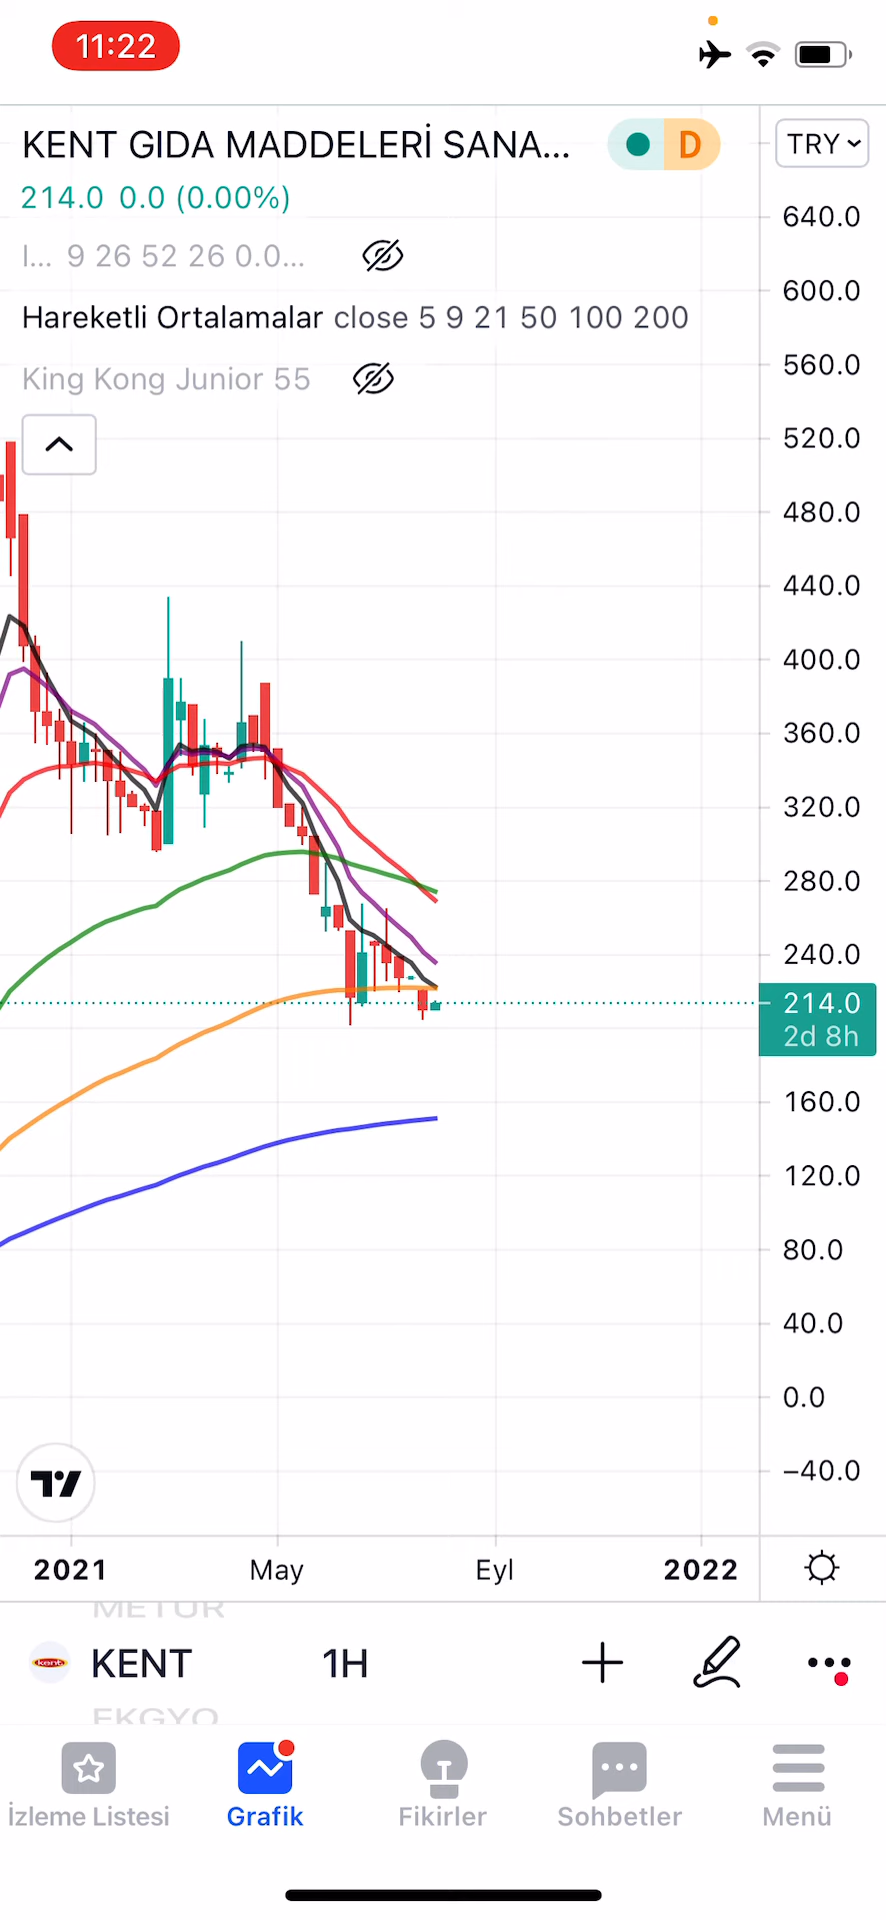 11:22
KENT GIDA MADDELERİ SANA...
D
TRY
214.0 0.0 (0.00%)
I... 9 26 52 26 0.0...
Hareketli Ortalamalar close 5 9 21 50 100 200
King Kong Junior 55
640.0
600.0
560.0
520.0
480.0
440.0
400.0
360.0
320.0
280.0
240.0
214.0
2d 8h
160.0
120.0
80.0
40.0
0.0
−40.0
2021
May
Eyl
2022
METUR
kent
KENT
1H
EKGYO
İzleme Listesi
Grafik
Fikirler
Sohbetler
Menü